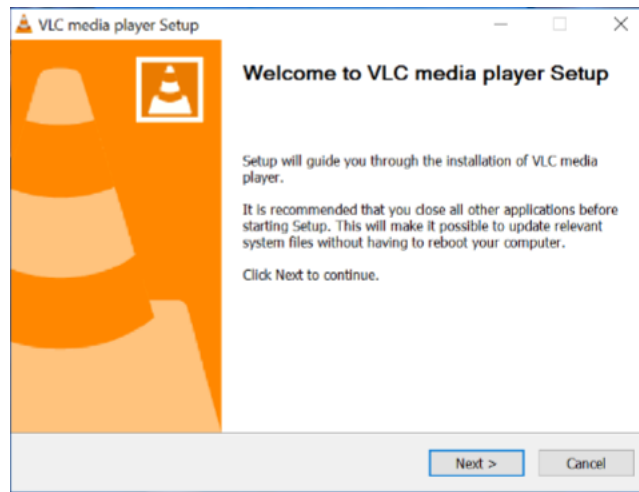 VLC media player Setup
Welcome to VLC media player Setup
Setup will guide you through the installation of VLC media
player.
It is recommended that you close all other applications before
starting Setup. This will make it possible to update relevant
system files without having to reboot your computer.
Click Next to continue.
Next >
Cancel